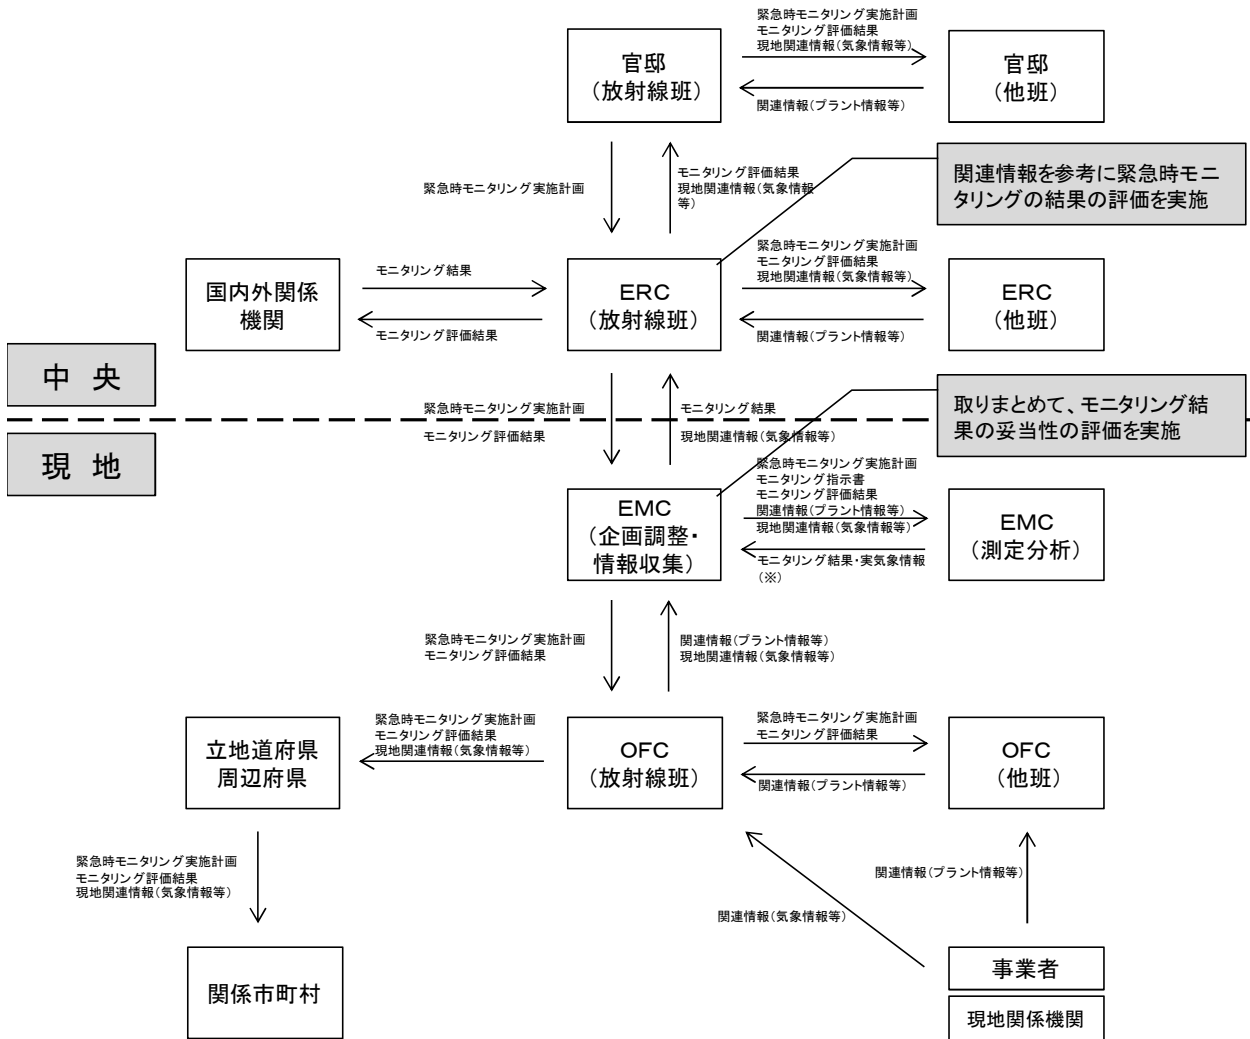 緊急時モニタリング実施計画
モニタリング評価結果
現地関連情報(気象情報等)
官邸
(放射線班)
官邸
(他班)
関連情報(プラント情報等)
緊急時モニタリング実施計画
モニタリング評価結果
現地関連情報(気象情報
等)
関連情報を参考に緊急時モニ
タリングの結果の評価を実施
緊急時モニタリング実施計画
モニタリング評価結果
現地関連情報(気象情報等)
国内外関係
機関
モニタリング結果
モニタリング評価結果
ERC
(放射線班)
ERC
(他班)
関連情報(プラント情報等)
中 央
緊急時モニタリング実施計画
モニタリング評価結果
モニタリング結果
現地関連情報(気象情報等)
取りまとめて、モニタリング結
果の妥当性の評価を実施
現 地
緊急時モニタリング実施計画
モニタリング指示書
モニタリング評価結果
関連情報(プラント情報等)
現地関連情報(気象情報等)
EMC
(企画調整・
情報収集)
EMC
(測定分析)
モニタリング結果・実気象情報
(※)
緊急時モニタリング実施計画
モニタリング評価結果
関連情報(プラント情報等)
現地関連情報(気象情報等)
立地道府県
周辺府県
緊急時モニタリング実施計画
モニタリング評価結果
現地関連情報(気象情報等)
OFC
(放射線班)
緊急時モニタリング実施計画
モニタリング評価結果
関連情報(プラント情報等)
OFC
(他班)
緊急時モニタリング実施計画
モニタリング評価結果
現地関連情報(気象情報等)
関連情報(プラント情報等)
関連情報(気象情報等)
関係市町村
事業者
現地関係機関